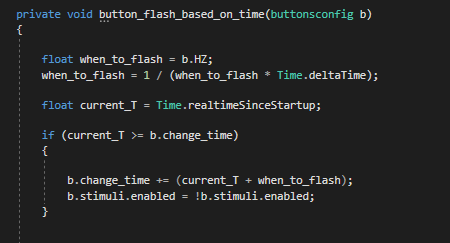 private void button_flash_based_on_time(buttonsconfig b)
{
float when_to_flash = b.HZ;
when_to_flash = 1 / (when_to_flash * Time.deltaTime);
float current_T = Time.realtimeSinceStartup;
if (current_T >= b.change_time)
{
b.change_time += (current_T + when_to_flash);
b.stimuli.enabled = !b.stimuli.enabled;
}